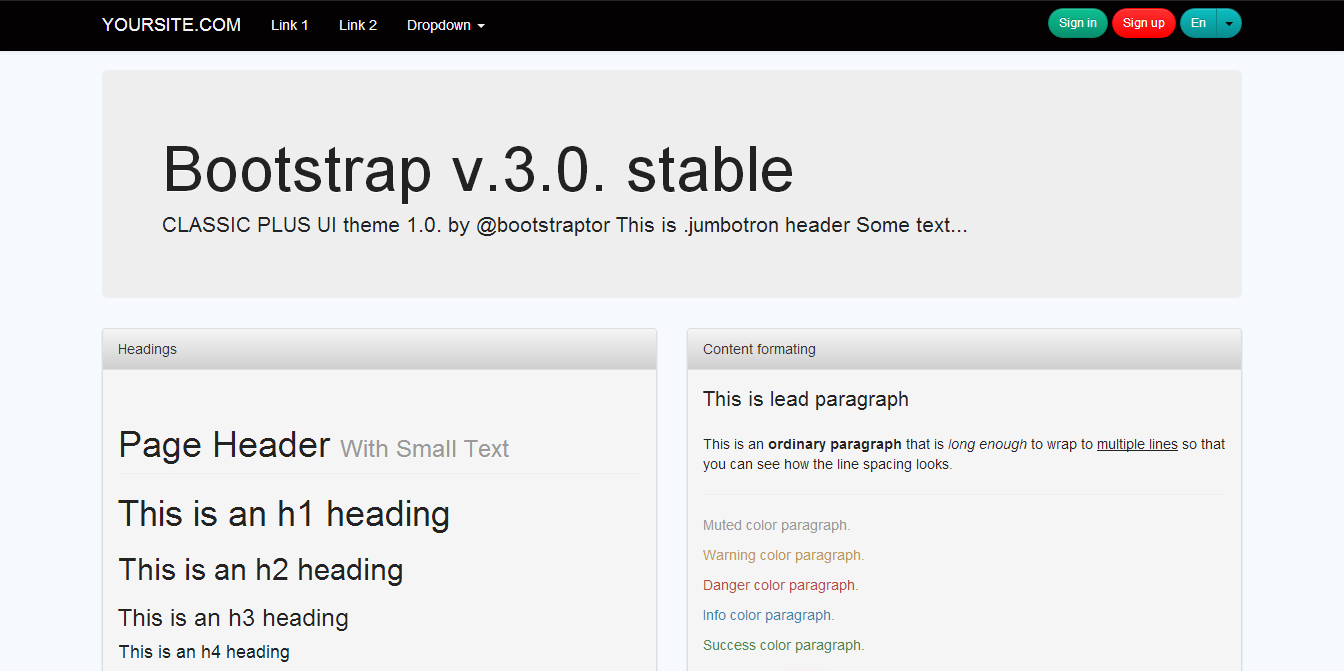 YOURSITE.COM Link 1 Link 2 Dropdown Sign in Sign up En
Bootstrap v.3.0. stable
CLASSIC PLUS UI theme 1.0. by @bootstraptor This is .jumbotron header Some text...
Headings
Page Header With Small Text
This is an h1 heading
This is an h2 heading
This is an h3 heading
This is an h4 heading
Content formating
This is lead paragraph
This is an ordinary paragraph that is long enough to wrap to multiple lines so that
you can see how the line spacing looks.
Muted color paragraph.
Warning color paragraph.
Danger color paragraph.
Info color paragraph.
Success color paragraph.